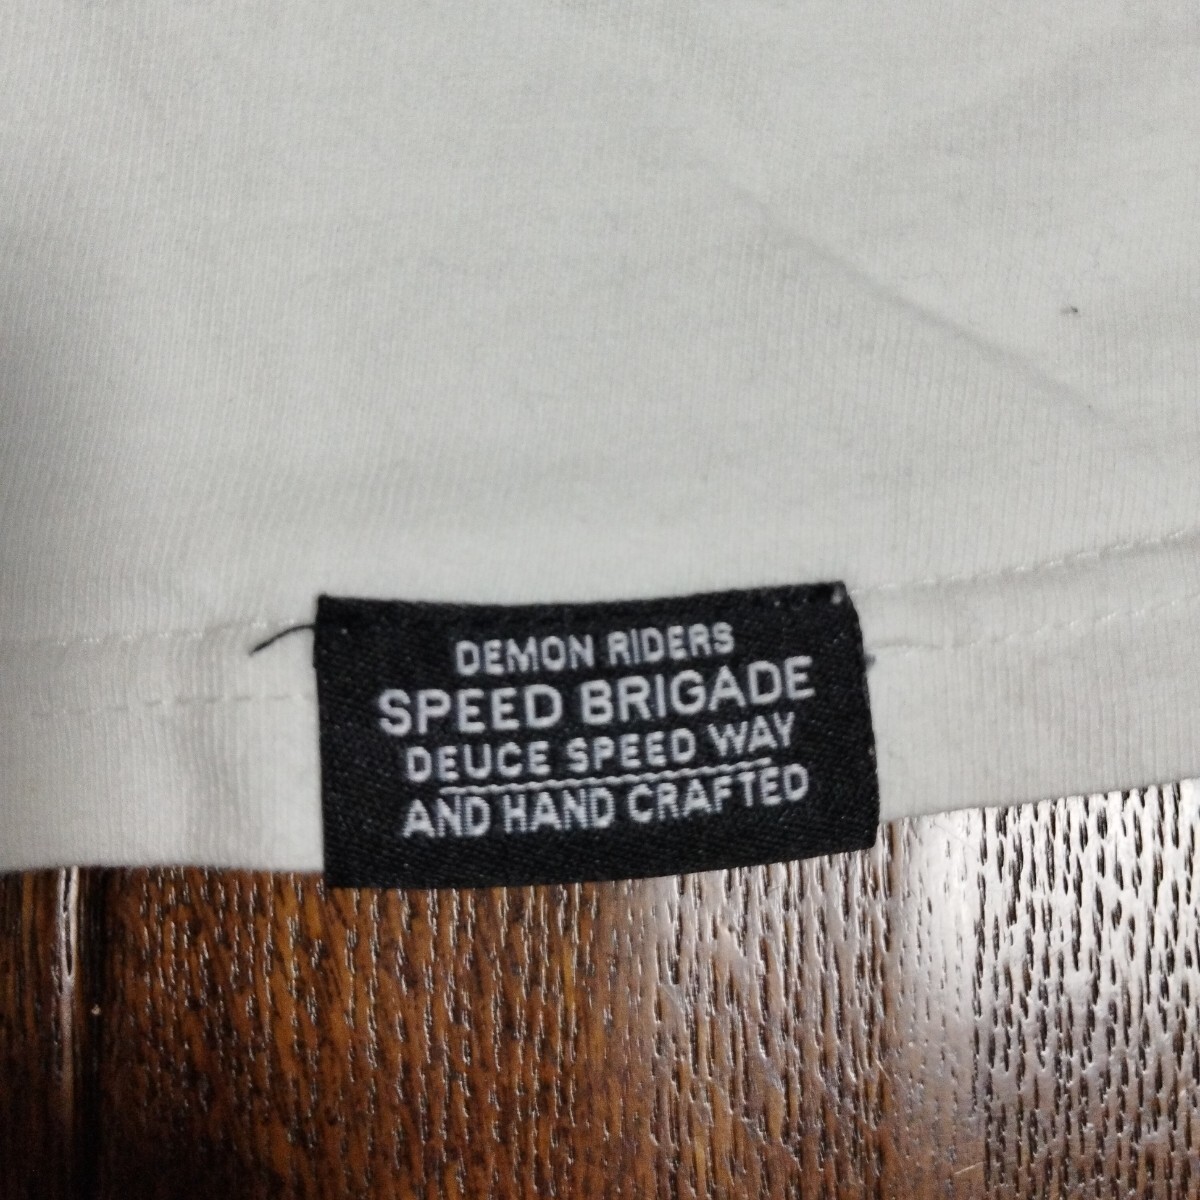 DEMON RIDERS
SPEED BRIGADE
DEUCE SPEED WAY
AND HAND CRAFTED